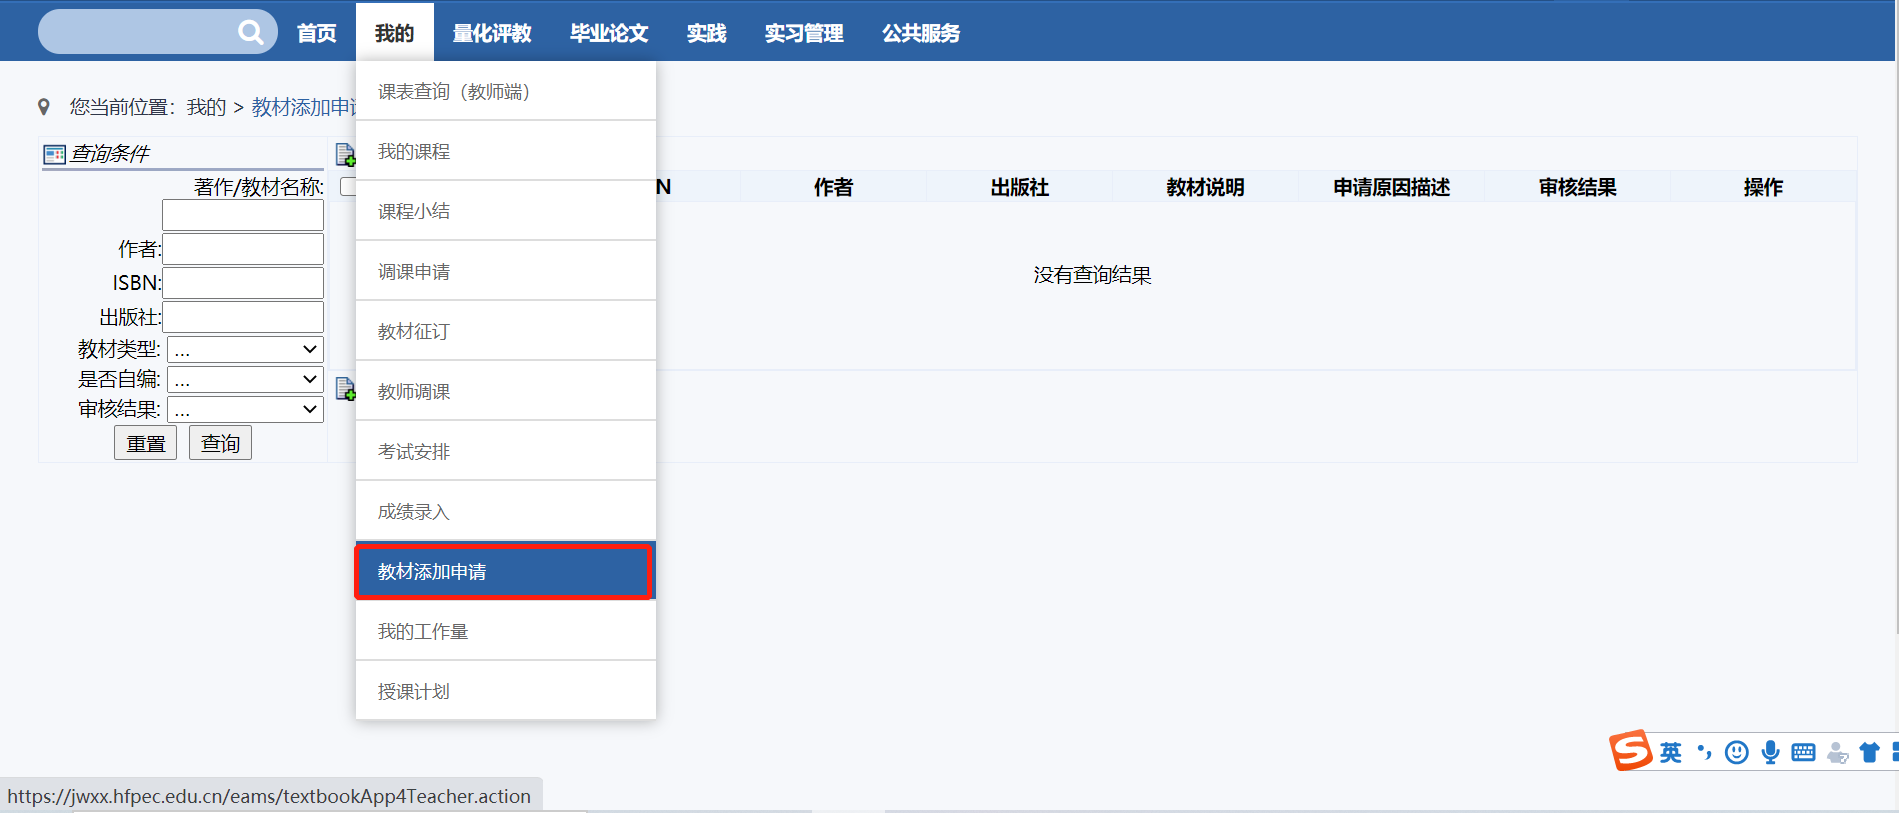 首页 我的 量化评教 毕业论文 实践 实习管理 公共服务
您当前位置：我的 > 教材添加申
查询条件
著作/教材名称:
作者:
ISBN:
出版社:
教材类型: ...
是否自编: ...
审核结果: ...
重置 查询
课表查询（教师端）
我的课程
课程小结
调课申请
教材征订
教师调课
考试安排
成绩录入
教材添加申请
我的工作量
授课计划
N 作者 出版社 教材说明 申请原因描述 审核结果 操作
没有查询结果
英
https://jwxx.hfpec.edu.cn/eams/textbookApp4Teacher.action